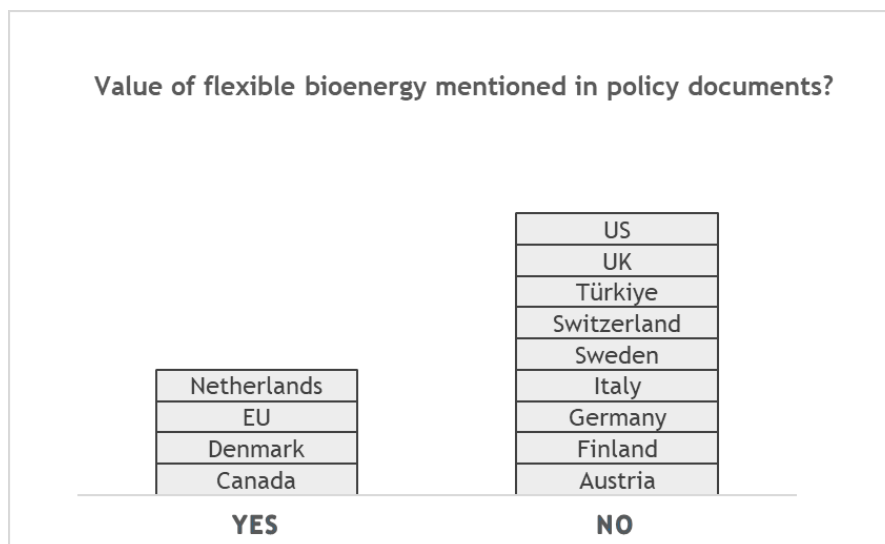 Value of flexible bioenergy mentioned in policy documents?
Netherlands
EU
Denmark
Canada
YES
US
UK
Türkiye
Switzerland
Sweden
Italy
Germany
Finland
Austria
NO